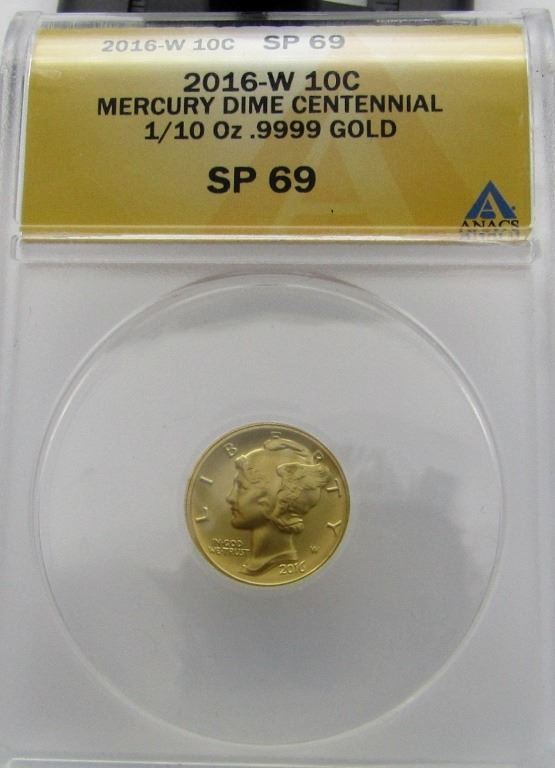 2016-W 10C SP 69
2016-W 10C
MERCURY DIME CENTENNIAL
1/10 Oz .9999 GOLD
SP 69
ANACS
LIBERTY
IN·GOD
WE·TRUST
W
2016